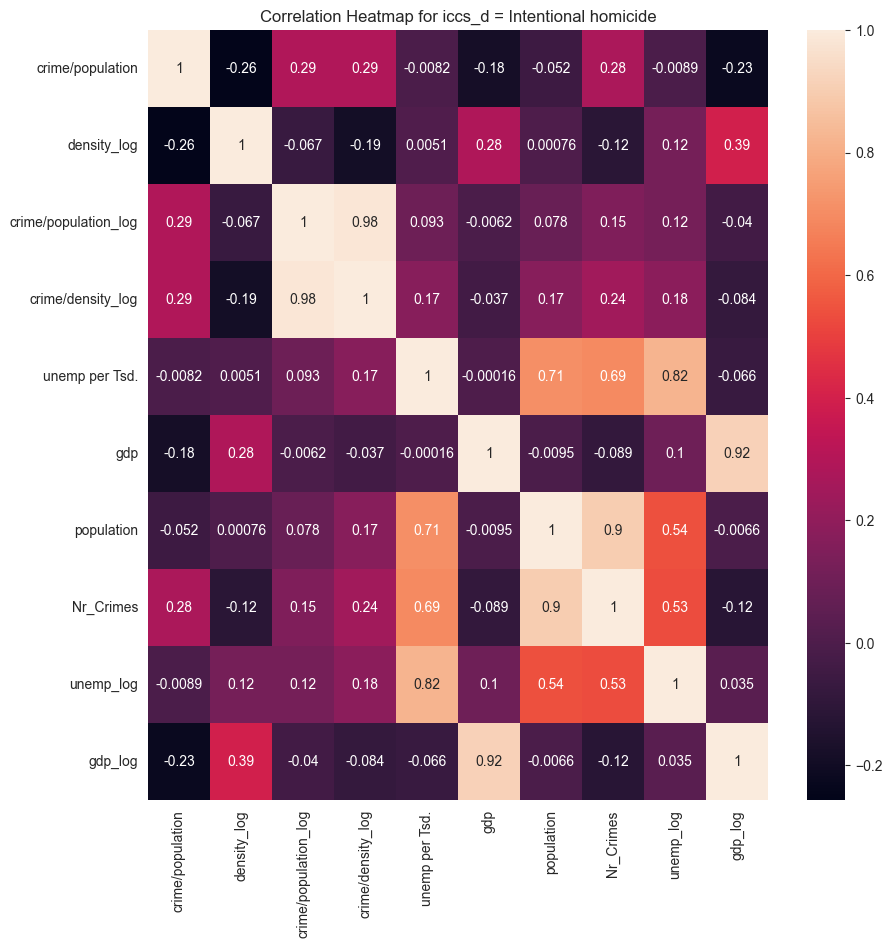 Correlation Heatmap for iccs_d = Intentional homicide
crime/population 1 -0.26 0.29 0.29 -0.0082 -0.18 -0.052 0.28 -0.0089 -0.23
density_log -0.26 1 -0.067 -0.19 0.0051 0.28 0.00076 -0.12 0.12 0.39
crime/population_log 0.29 -0.067 1 0.98 0.093 -0.0062 0.078 0.15 0.12 -0.04
crime/density_log 0.29 -0.19 0.98 1 0.17 -0.037 0.17 0.24 0.18 -0.084
unemp per Tsd. -0.0082 0.0051 0.093 0.17 1 -0.00016 0.71 0.69 0.82 -0.066
gdp -0.18 0.28 -0.0062 -0.037 -0.00016 1 -0.0095 -0.089 0.1 0.92
population -0.052 0.00076 0.078 0.17 0.71 -0.0095 1 0.9 0.54 -0.0066
Nr_Crimes 0.28 -0.12 0.15 0.24 0.69 -0.089 0.9 1 0.53 -0.12
unemp_log -0.0089 0.12 0.12 0.18 0.82 0.1 0.54 0.53 1 0.035
gdp_log -0.23 0.39 -0.04 -0.084 -0.066 0.92 -0.0066 -0.12 0.035 1
crime/population
density_log
crime/population_log
crime/density_log
unemp per Tsd.
gdp
population
Nr_Crimes
unemp_log
gdp_log
1.0
0.8
0.6
0.4
0.2
0.0
−0.2